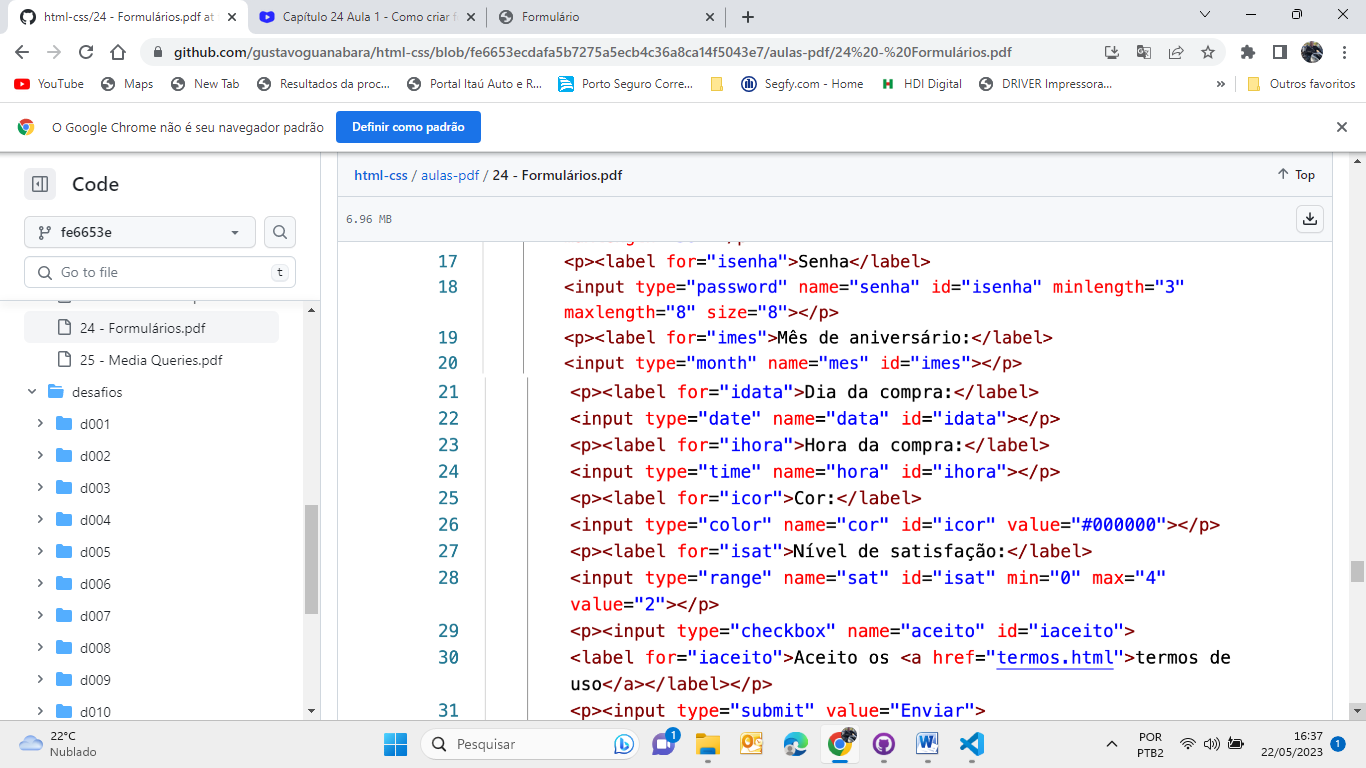 html-css/24 - Formulários.pdf at
Capítulo 24 Aula 1 - Como criar f
Formulário
github.com/gustavoguanabara/html-css/blob/fe6653ecdafa5b7275a5ecb4c36a8ca14f5043e7/aulas-pdf/24%20-%20Formulários.pdf
YouTube Maps New Tab Resultados da proc... Portal Itaú Auto e R... Porto Seguro Corre... Segfy.com - Home HDI Digital DRIVER Impressora... » Outros favoritos
O Google Chrome não é seu navegador padrão Definir como padrão
Code
fe6653e
Go to file t
24 - Formulários.pdf
25 - Media Queries.pdf
desafios
d001
d002
d003
d004
d005
d006
d007
d008
d009
d010
html-css / aulas-pdf / 24 - Formulários.pdf Top
6.96 MB
17 <p><label for="isenha">Senha</label>
18 <input type="password" name="senha" id="isenha" minlength="3"
maxlength="8" size="8"></p>
19 <p><label for="imes">Mês de aniversário:</label>
20 <input type="month" name="mes" id="imes"></p>
21 <p><label for="idata">Dia da compra:</label>
22 <input type="date" name="data" id="idata"></p>
23 <p><label for="ihora">Hora da compra:</label>
24 <input type="time" name="hora" id="ihora"></p>
25 <p><label for="icor">Cor:</label>
26 <input type="color" name="cor" id="icor" value="#000000"></p>
27 <p><label for="isat">Nível de satisfação:</label>
28 <input type="range" name="sat" id="isat" min="0" max="4"
value="2"></p>
29 <p><input type="checkbox" name="aceito" id="iaceito">
30 <label for="iaceito">Aceito os <a href="termos.html">termos de
uso</a></label></p>
31 <p><input type="submit" value="Enviar">
22°C
Nublado
Pesquisar
1
POR
PTB2
16:37
22/05/2023
1